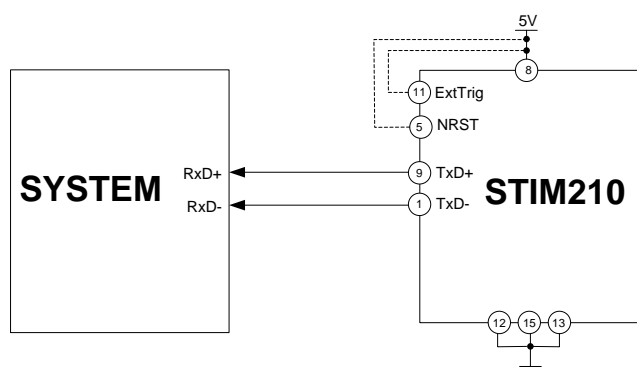 5V
8
11 ExtTrig
5 NRST
SYSTEM RxD+ 9 TxD+ STIM210
RxD- 1 TxD-
12 15 13